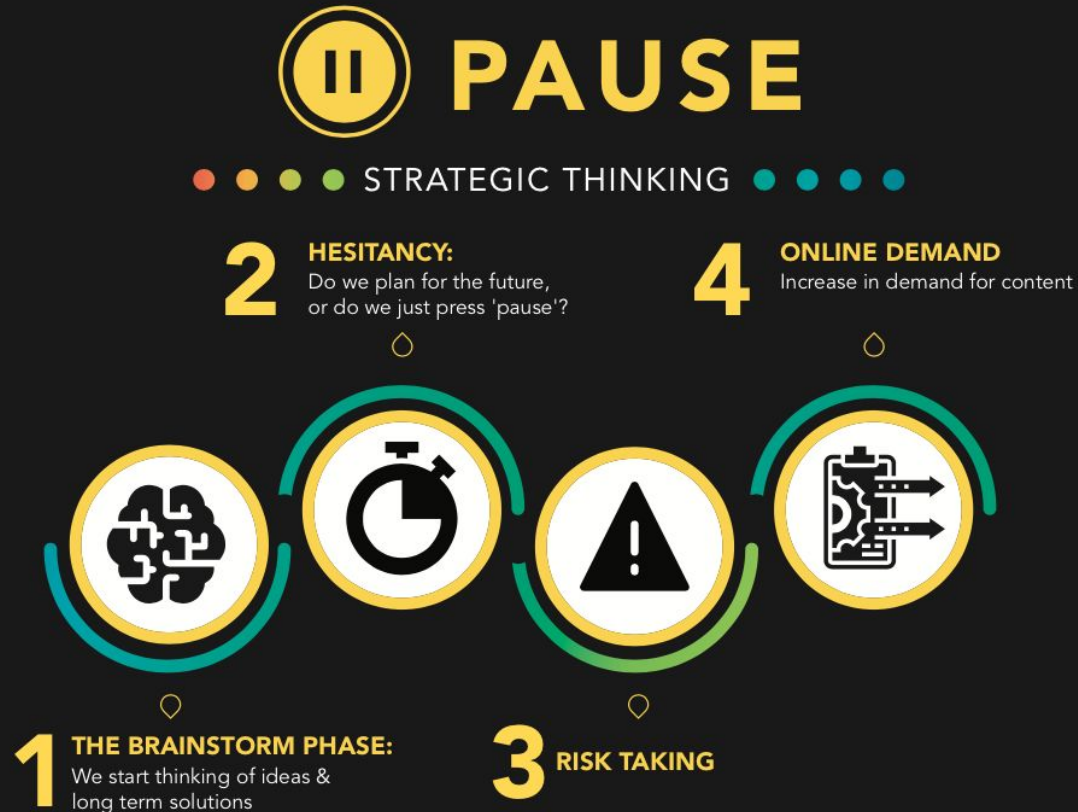 PAUSE
STRATEGIC THINKING
1
THE BRAINSTORM PHASE:
We start thinking of ideas &
long term solutions
2
HESITANCY:
Do we plan for the future,
or do we just press 'pause'?
3
RISK TAKING
4
ONLINE DEMAND
Increase in demand for content